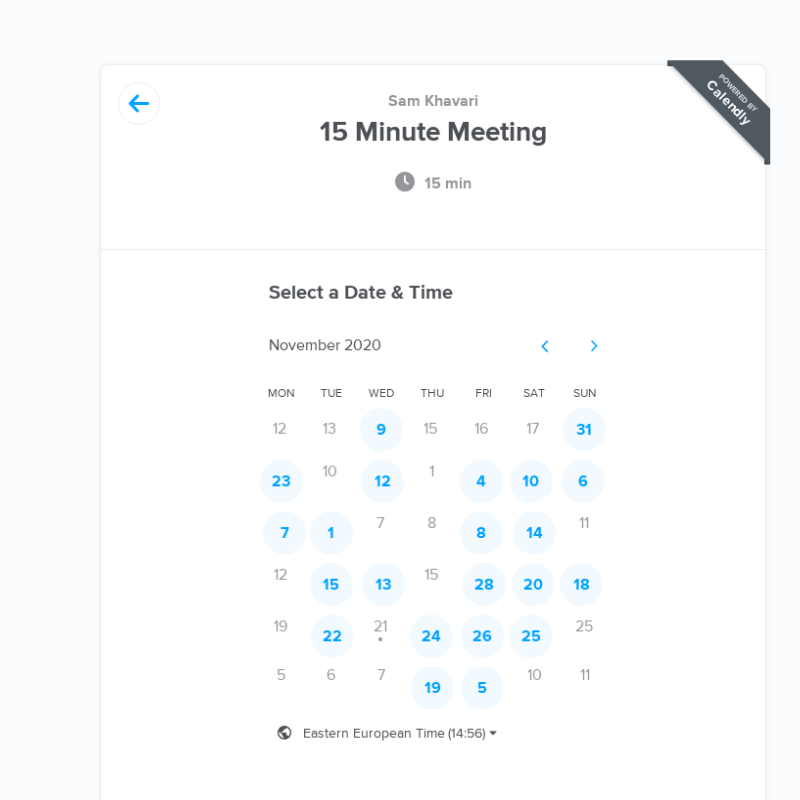 POWERED BY
Calendly
Sam Khavari
15 Minute Meeting
15 min
Select a Date & Time
November 2020
MON TUE WED THU FRI SAT SUN
12 13 9 15 16 17 31
23 10 12 1 4 10 6
7 1 7 8 8 14 11
12 15 13 15 28 20 18
19 22 21 24 26 25 25
5 6 7 19 5 10 11
Eastern European Time (14:56)